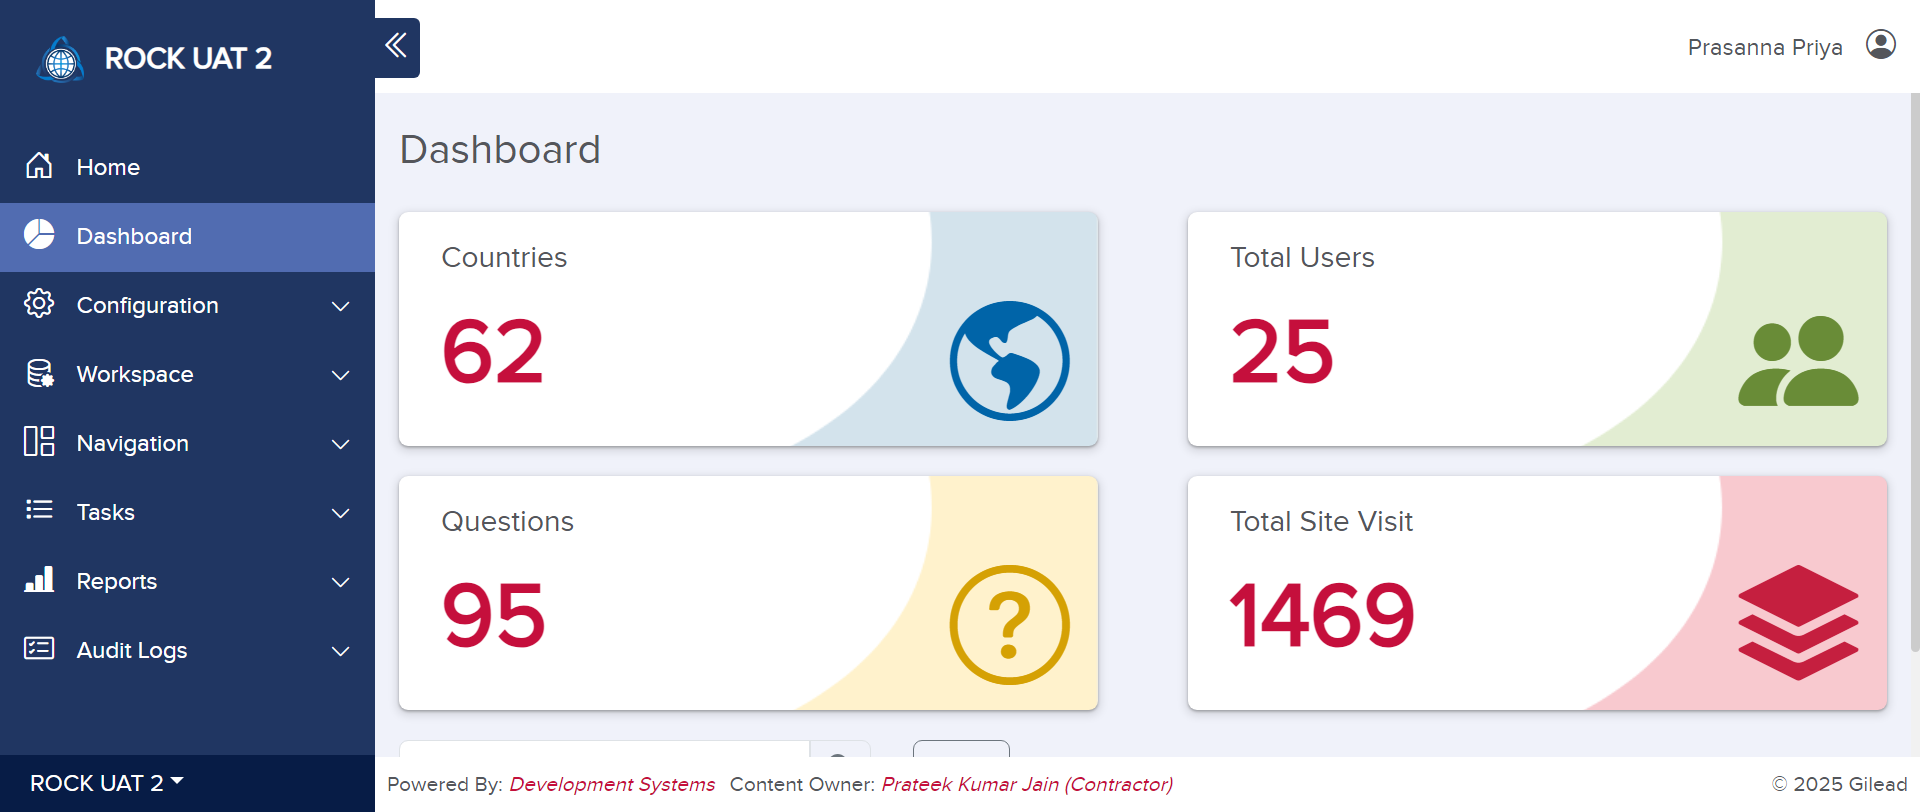 ROCK UAT 2
Prasanna Priya
Home
Dashboard
Configuration
Workspace
Navigation
Tasks
Reports
Audit Logs
ROCK UAT 2
Dashboard
Countries
62
Total Users
25
Questions
95
Total Site Visit
1469
Powered By: Development Systems Content Owner: Prateek Kumar Jain (Contractor)
© 2025 Gilead